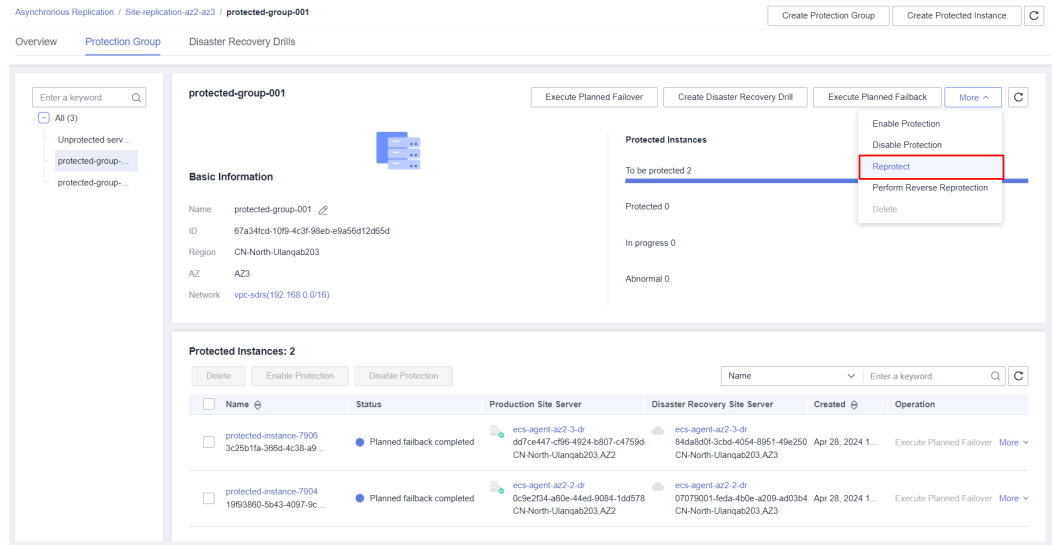 Asynchronous Replication / Site-replication-az2-az3 / protected-group-001
Create Protection Group
Create Protected Instance
Overview
Protection Group
Disaster Recovery Drills
Enter a keyword.
All (3)
Unprotected serv...
protected-group-...
protected-group-...
protected-group-001
Execute Planned Failover
Create Disaster Recovery Drill
Execute Planned Failback
More
Enable Protection
Disable Protection
Reprotect
Perform Reverse Reprotection
Delete
Basic Information
Name protected-group-001
ID 67a34fcd-10f9-4c3f-98eb-e9a56d12d65d
Region CN-North-Ulanqab203
AZ AZ3
Network vpc-sdrs(192.168.0.0/16)
Protected Instances
To be protected 2
Protected 0
In progress 0
Abnormal 0
Protected Instances: 2
Delete
Enable Protection
Disable Protection
Name
Enter a keyword.
Name Status Production Site Server Disaster Recovery Site Server Created Operation
protected-instance-7906
3c25b1fa-366d-4c38-a9...
Planned failback completed
ecs-agent-az2-3-dr
dd7ce447-cf96-4924-b807-c4759d
CN-North-Ulanqab203,AZ2
ecs-agent-az2-3-dr
84da8d0f-3cbd-4054-8951-49e250
CN-North-Ulanqab203,AZ3
Apr 28, 2024 1...
Execute Planned Failover More
protected-instance-7904
19f93860-5b43-4097-9c...
Planned failback completed
ecs-agent-az2-2-dr
0c9e2f34-a60e-44ed-9084-1dd578
CN-North-Ulanqab203,AZ2
ecs-agent-az2-2-dr
07079001-feda-4b0e-a209-ad03b4
CN-North-Ulanqab203,AZ3
Apr 28, 2024 1...
Execute Planned Failover More